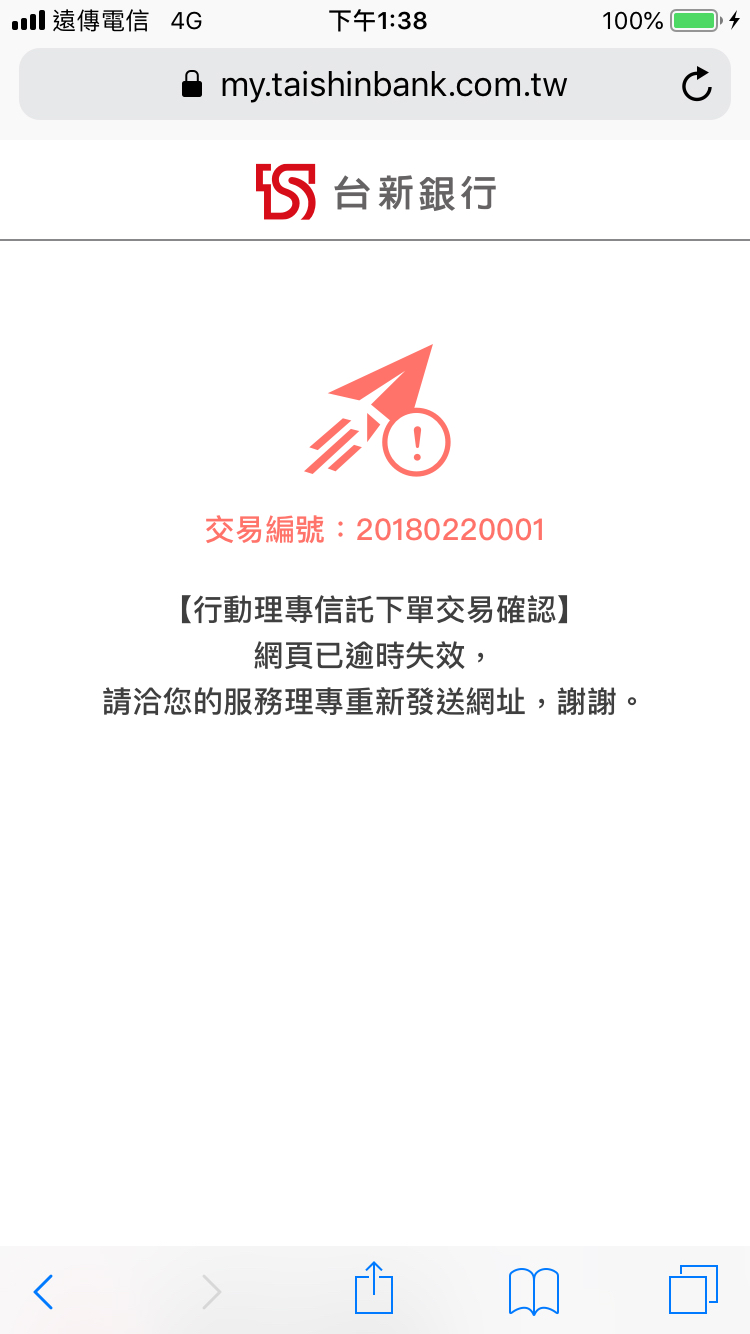 遠傳電信 4G 下午1:38 100%
my.taishinbank.com.tw
台新銀行
交易編號：20180220001
【行動理專信託下單交易確認】
網頁已逾時失效，
請洽您的服務理專重新發送網址，謝謝。